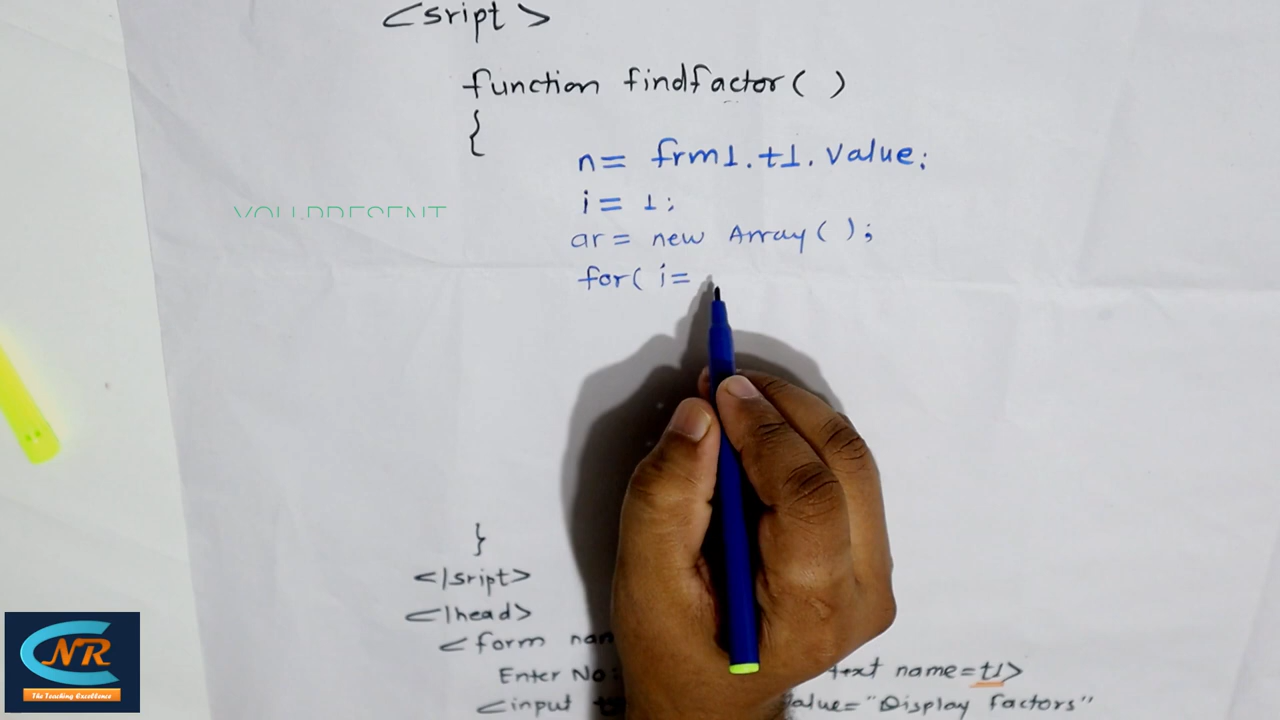 <sript>
function findfactor( )
{
n= frm1.t1.value;
i= 1;
ar= new Array( );
for( i=
}
</sript>
</head>
<form nam
Enter No: text name=t1>
<input t value="Display factors"
NR
The Teaching Excellence